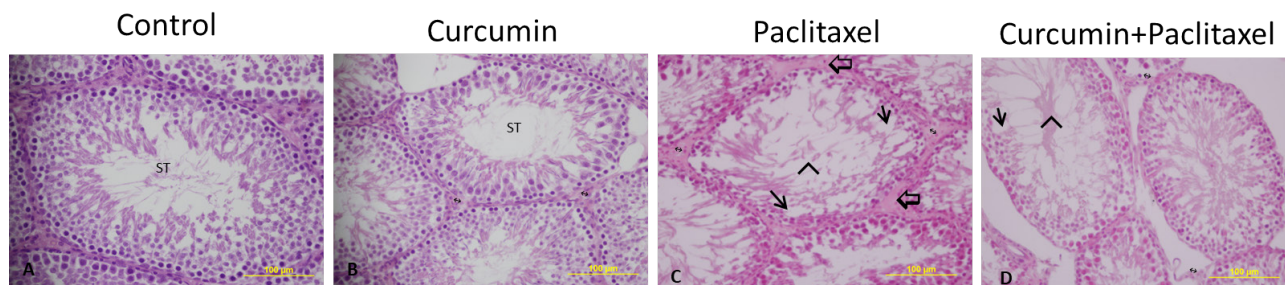 Control
Curcumin
Paclitaxel
Curcumin+Paclitaxel
ST
A
100 µm
ST
B
100 µm
C
100 µm
D
100 µm